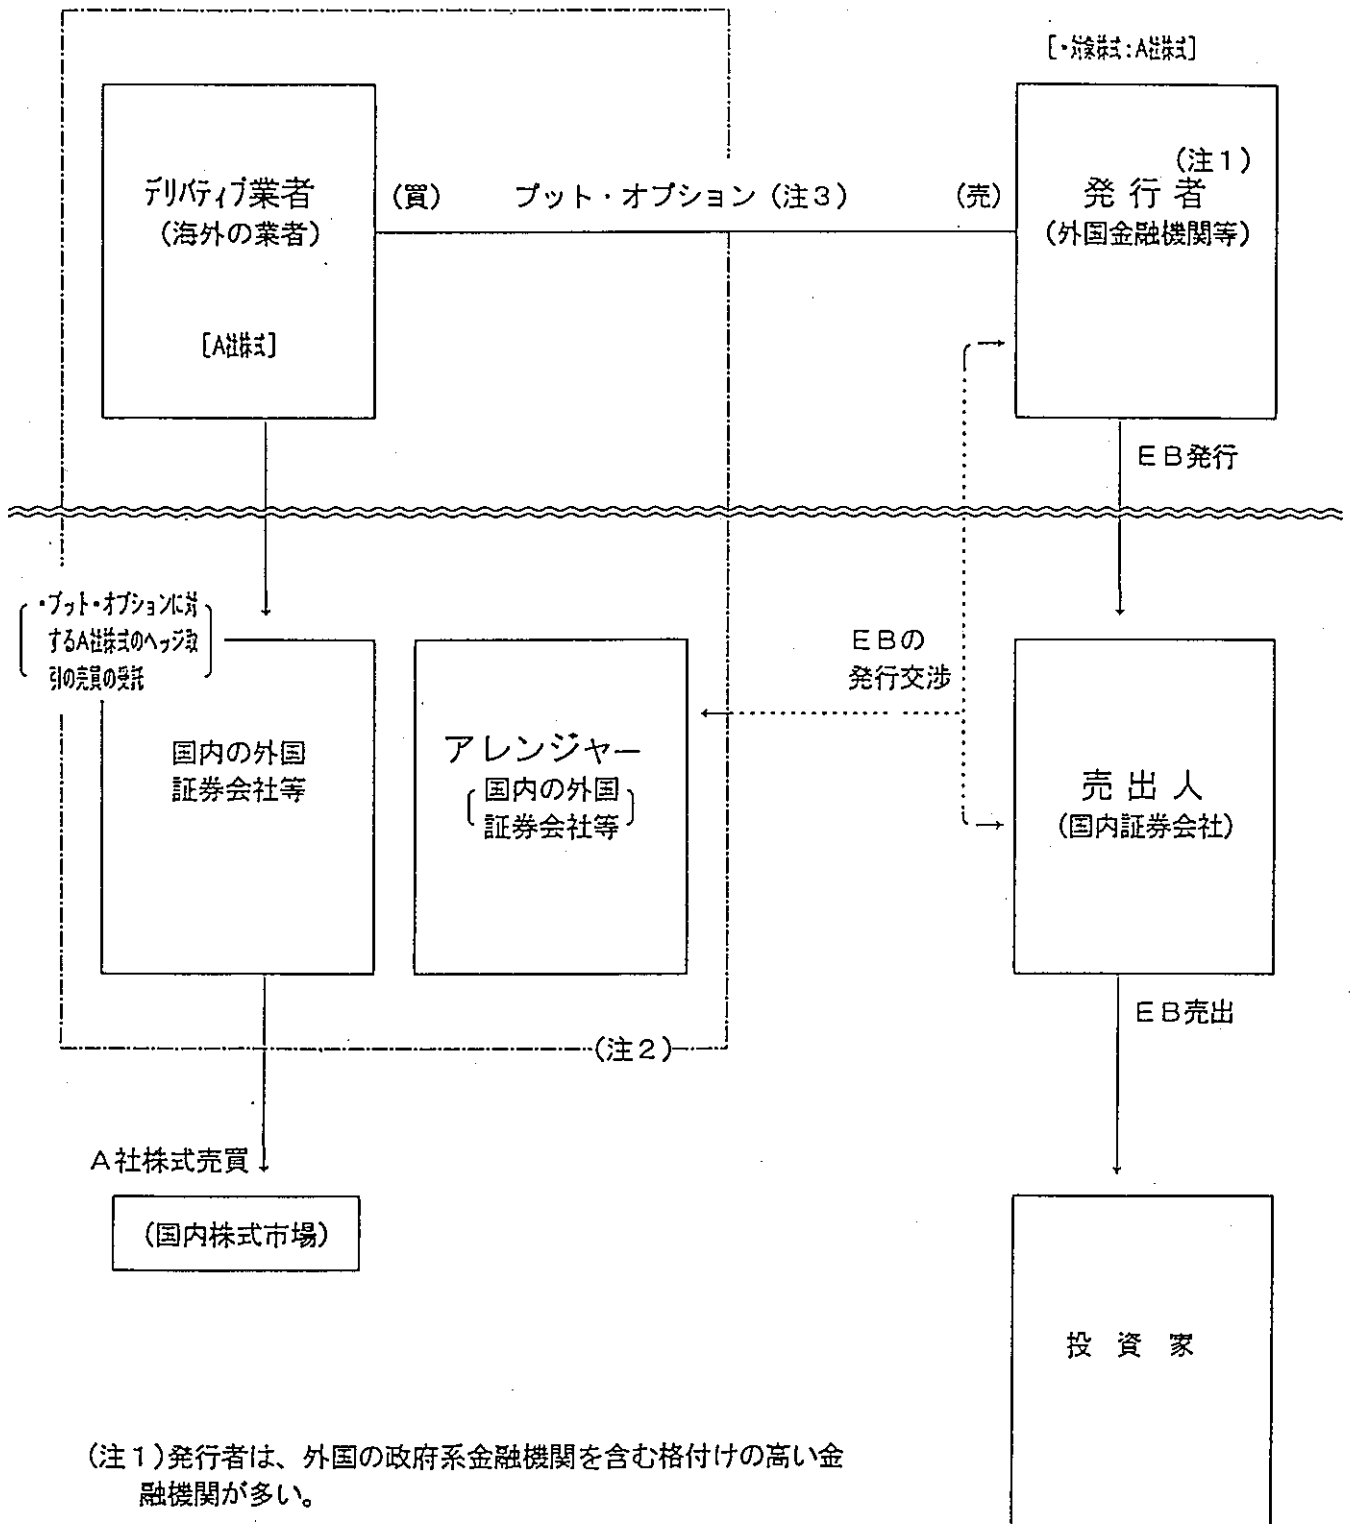 [・対象株式：A社株式]
デリバティブ業者
（海外の業者）
[A社株式]
（買）　プット・オプション（注３）　（売）
（注１）
発行者
（外国金融機関等）
ＥＢ発行
・プット・オプションに対
するA社株式のヘッジ取
引の売買の受託
国内の外国
証券会社等
アレンジャー
国内の外国
証券会社等
ＥＢの
発行交渉
売出人
（国内証券会社）
（注２）
ＥＢ売出
Ａ社株式売買
（国内株式市場）
投資家
（注１）発行者は、外国の政府系金融機関を含む格付けの高い金
融機関が多い。